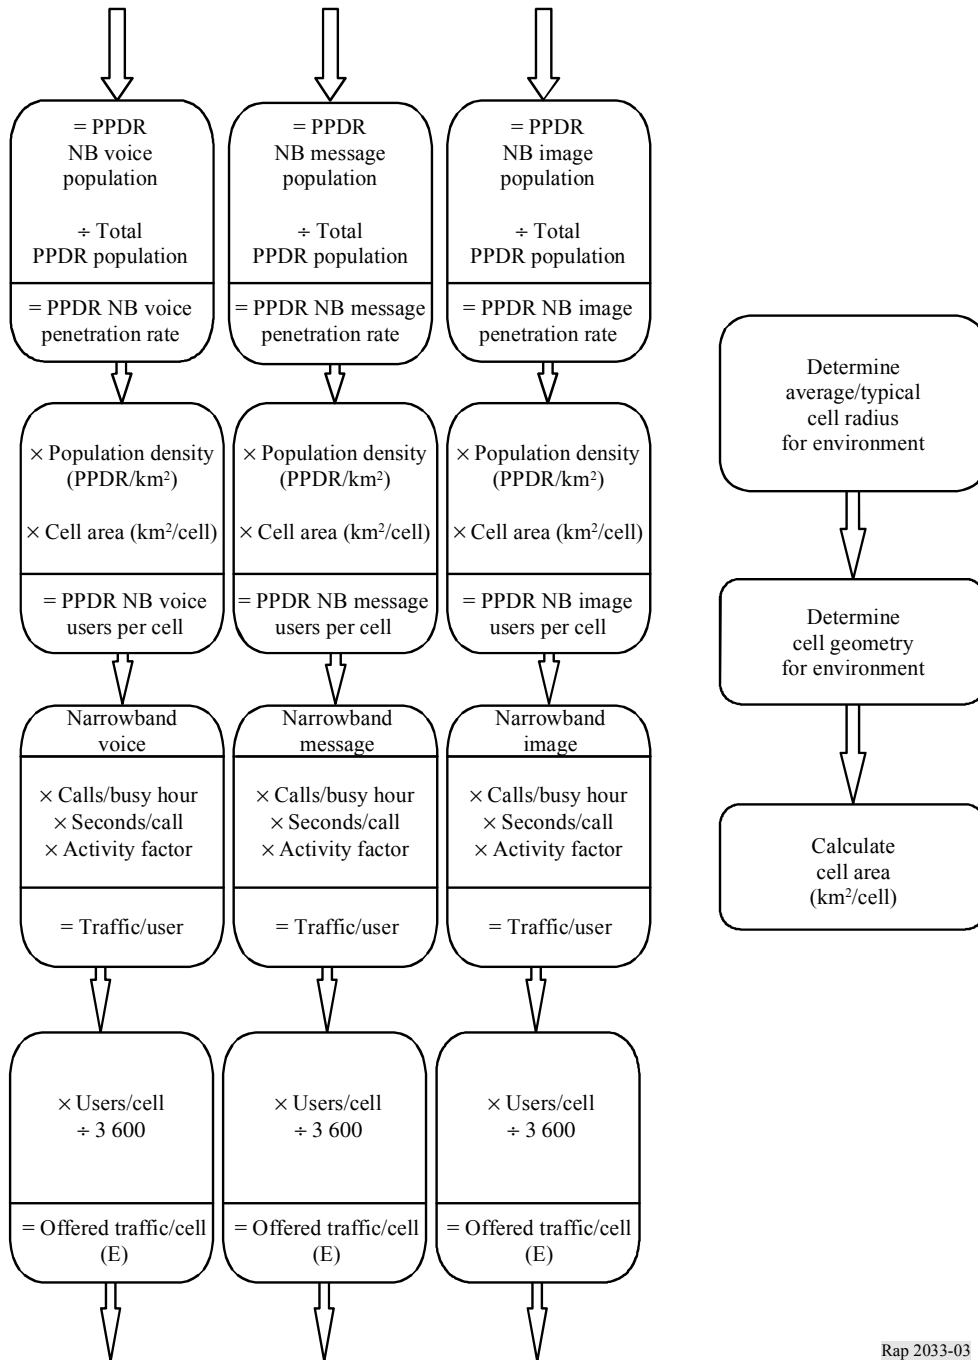 = PPDR
NB voice
population
÷ Total
PPDR population
= PPDR NB voice
penetration rate
= PPDR
NB message
population
÷ Total
PPDR population
= PPDR NB message
penetration rate
= PPDR
NB image
population
÷ Total
PPDR population
= PPDR NB image
penetration rate
× Population density
(PPDR/km²)
× Cell area (km²/cell)
= PPDR NB voice
users per cell
× Population density
(PPDR/km²)
× Cell area (km²/cell)
= PPDR NB message
users per cell
× Population density
(PPDR/km²)
× Cell area (km²/cell)
= PPDR NB image
users per cell
Narrowband
voice
× Calls/busy hour
× Seconds/call
× Activity factor
= Traffic/user
Narrowband
message
× Calls/busy hour
× Seconds/call
× Activity factor
= Traffic/user
Narrowband
image
× Calls/busy hour
× Seconds/call
× Activity factor
= Traffic/user
× Users/cell
÷ 3 600
= Offered traffic/cell
(E)
× Users/cell
÷ 3 600
= Offered traffic/cell
(E)
× Users/cell
÷ 3 600
= Offered traffic/cell
(E)
Determine
average/typical
cell radius
for environment
Determine
cell geometry
for environment
Calculate
cell area
(km²/cell)
Rap 2033-03